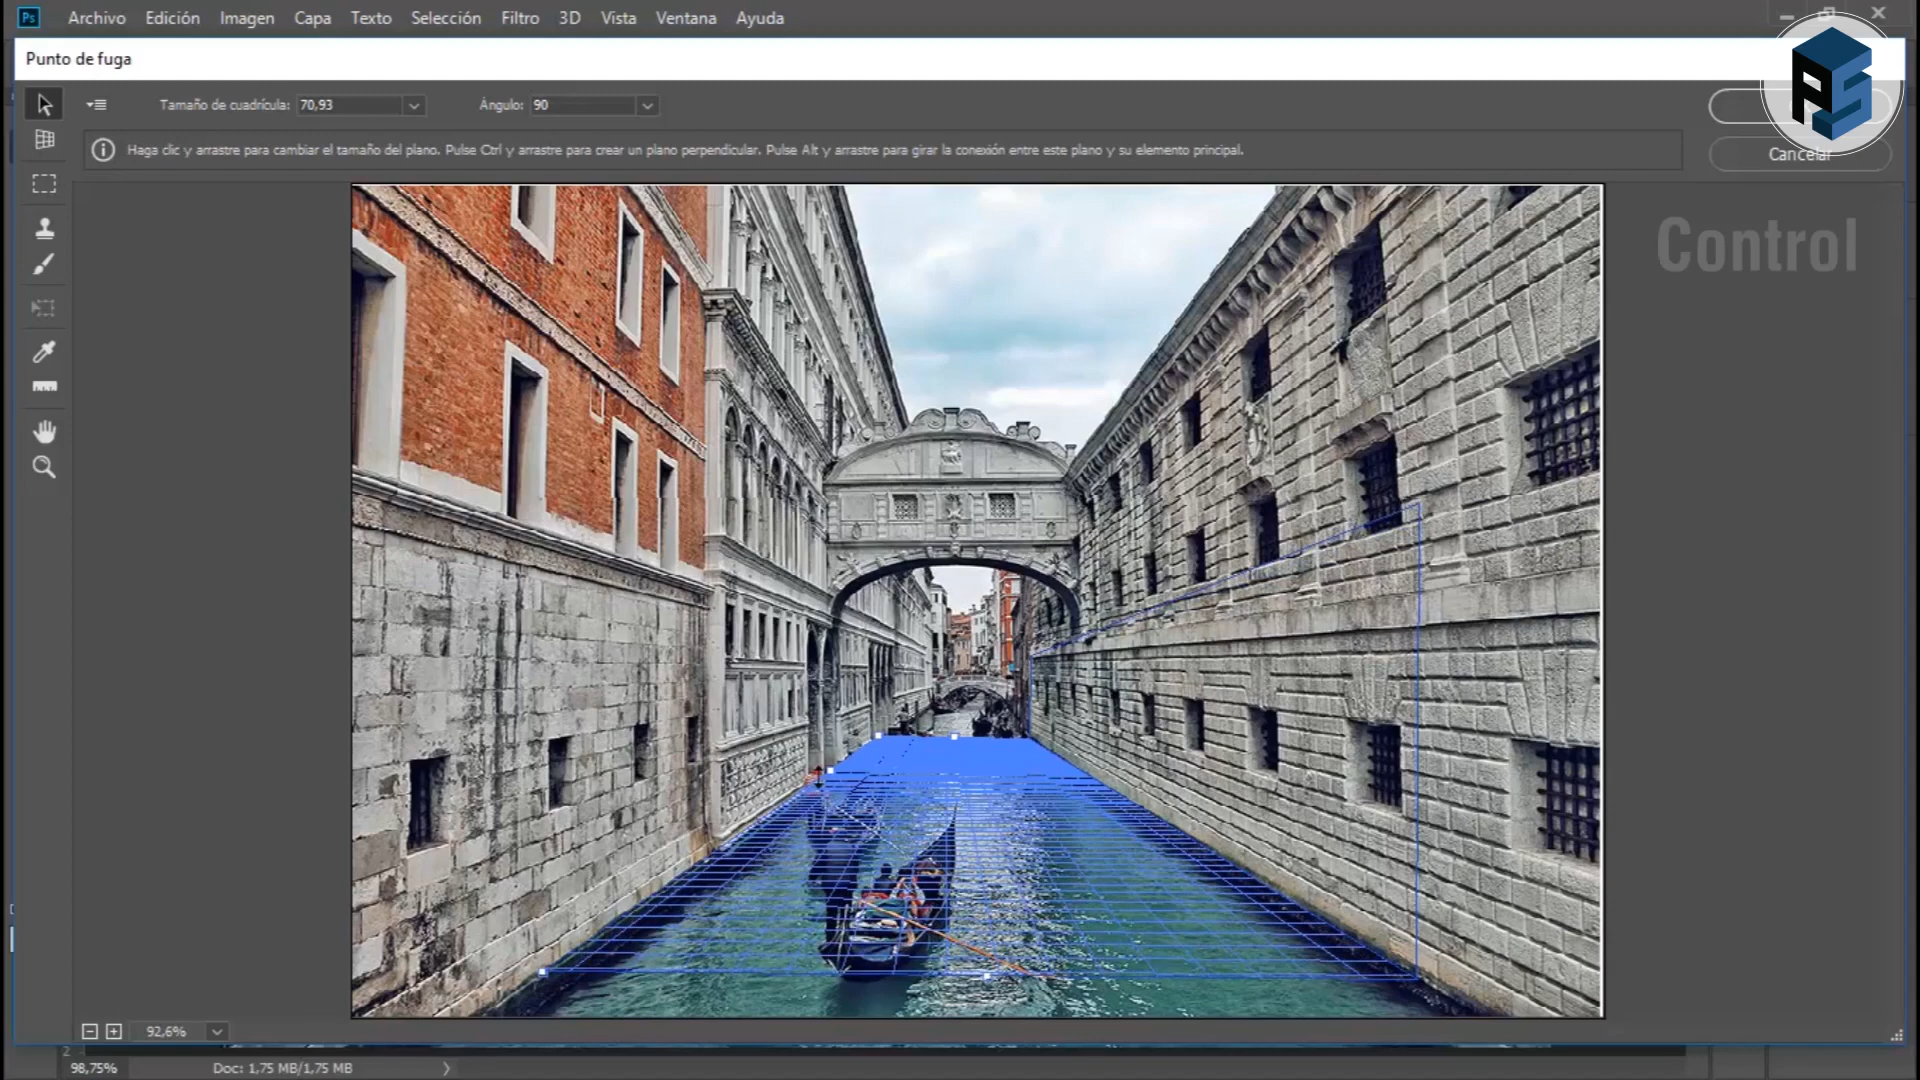 Ps Archivo Edición Imagen Capa Texto Selección Filtro 3D Vista Ventana Ayuda
Punto de fuga
Tamaño de cuadrícula: 70,93 Ángulo: 90
Haga clic y arrastre para cambiar el tamaño del plano. Pulse Ctrl y arrastre para crear un plano perpendicular. Pulse Alt y arrastre para girar la conexión entre este plano y su elemento principal.
Cancelar
Control
92,6%
2
98,75% Doc: 1,75 MB/1,75 MB